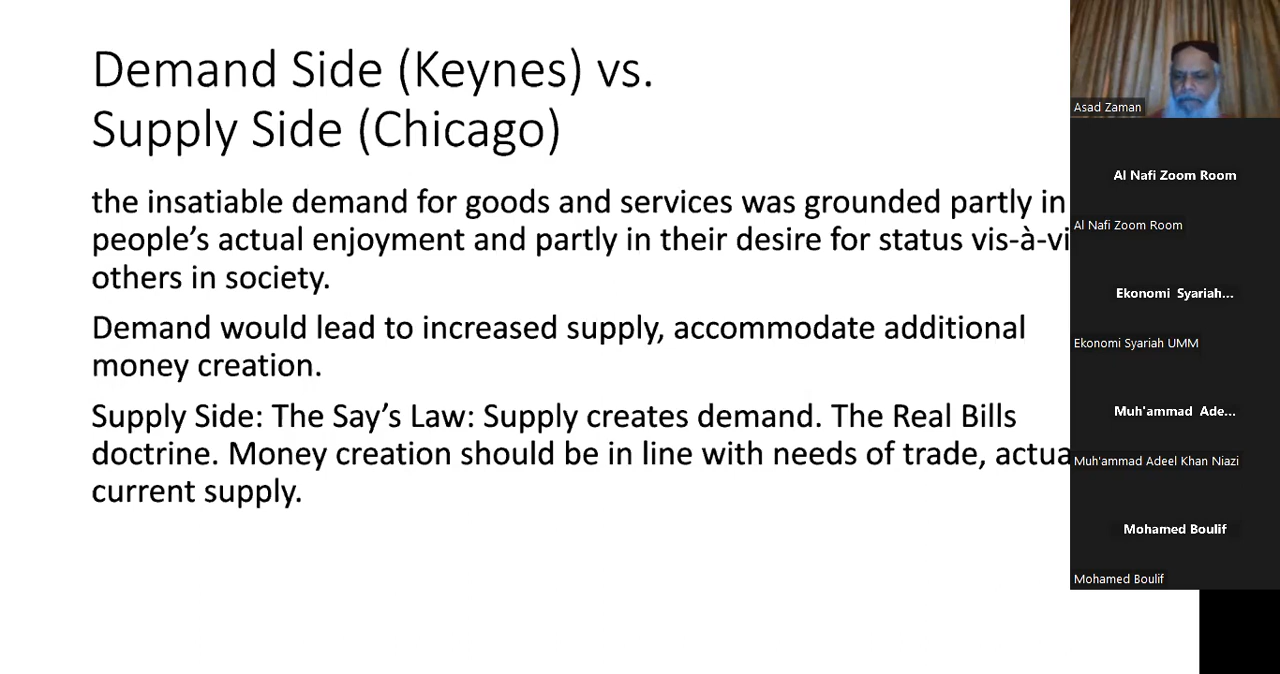 Demand Side (Keynes) vs.
Supply Side (Chicago)
the insatiable demand for goods and services was grounded partly in
people’s actual enjoyment and partly in their desire for status vis-à-vi
others in society.
Demand would lead to increased supply, accommodate additional
money creation.
Supply Side: The Say’s Law: Supply creates demand. The Real Bills
doctrine. Money creation should be in line with needs of trade, actua
current supply.
Asad Zaman
Al Nafi Zoom Room
Al Nafi Zoom Room
Ekonomi Syariah...
Ekonomi Syariah UMM
Muh'ammad Ade...
Muh'ammad Adeel Khan Niazi
Mohamed Boulif
Mohamed Boulif